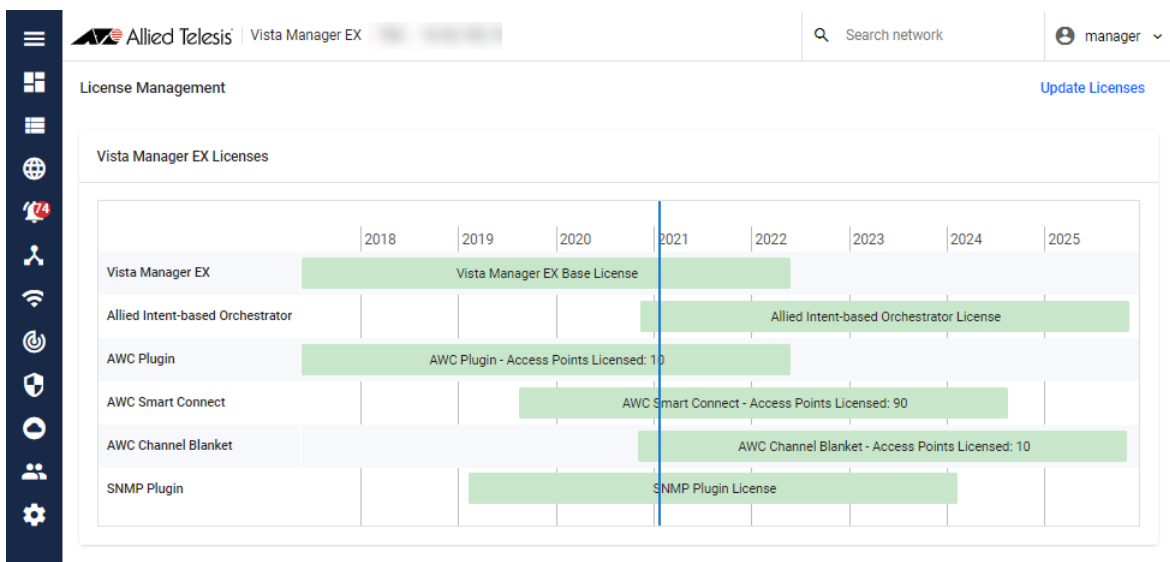 Allied Telesis Vista Manager EX Search network manager
License Management Update Licenses
Vista Manager EX Licenses
74
2018 2019 2020 2021 2022 2023 2024 2025
Vista Manager EX Vista Manager EX Base License
Allied Intent-based Orchestrator Allied Intent-based Orchestrator License
AWC Plugin AWC Plugin - Access Points Licensed: 10
AWC Smart Connect AWC Smart Connect - Access Points Licensed: 90
AWC Channel Blanket AWC Channel Blanket - Access Points Licensed: 10
SNMP Plugin SNMP Plugin License